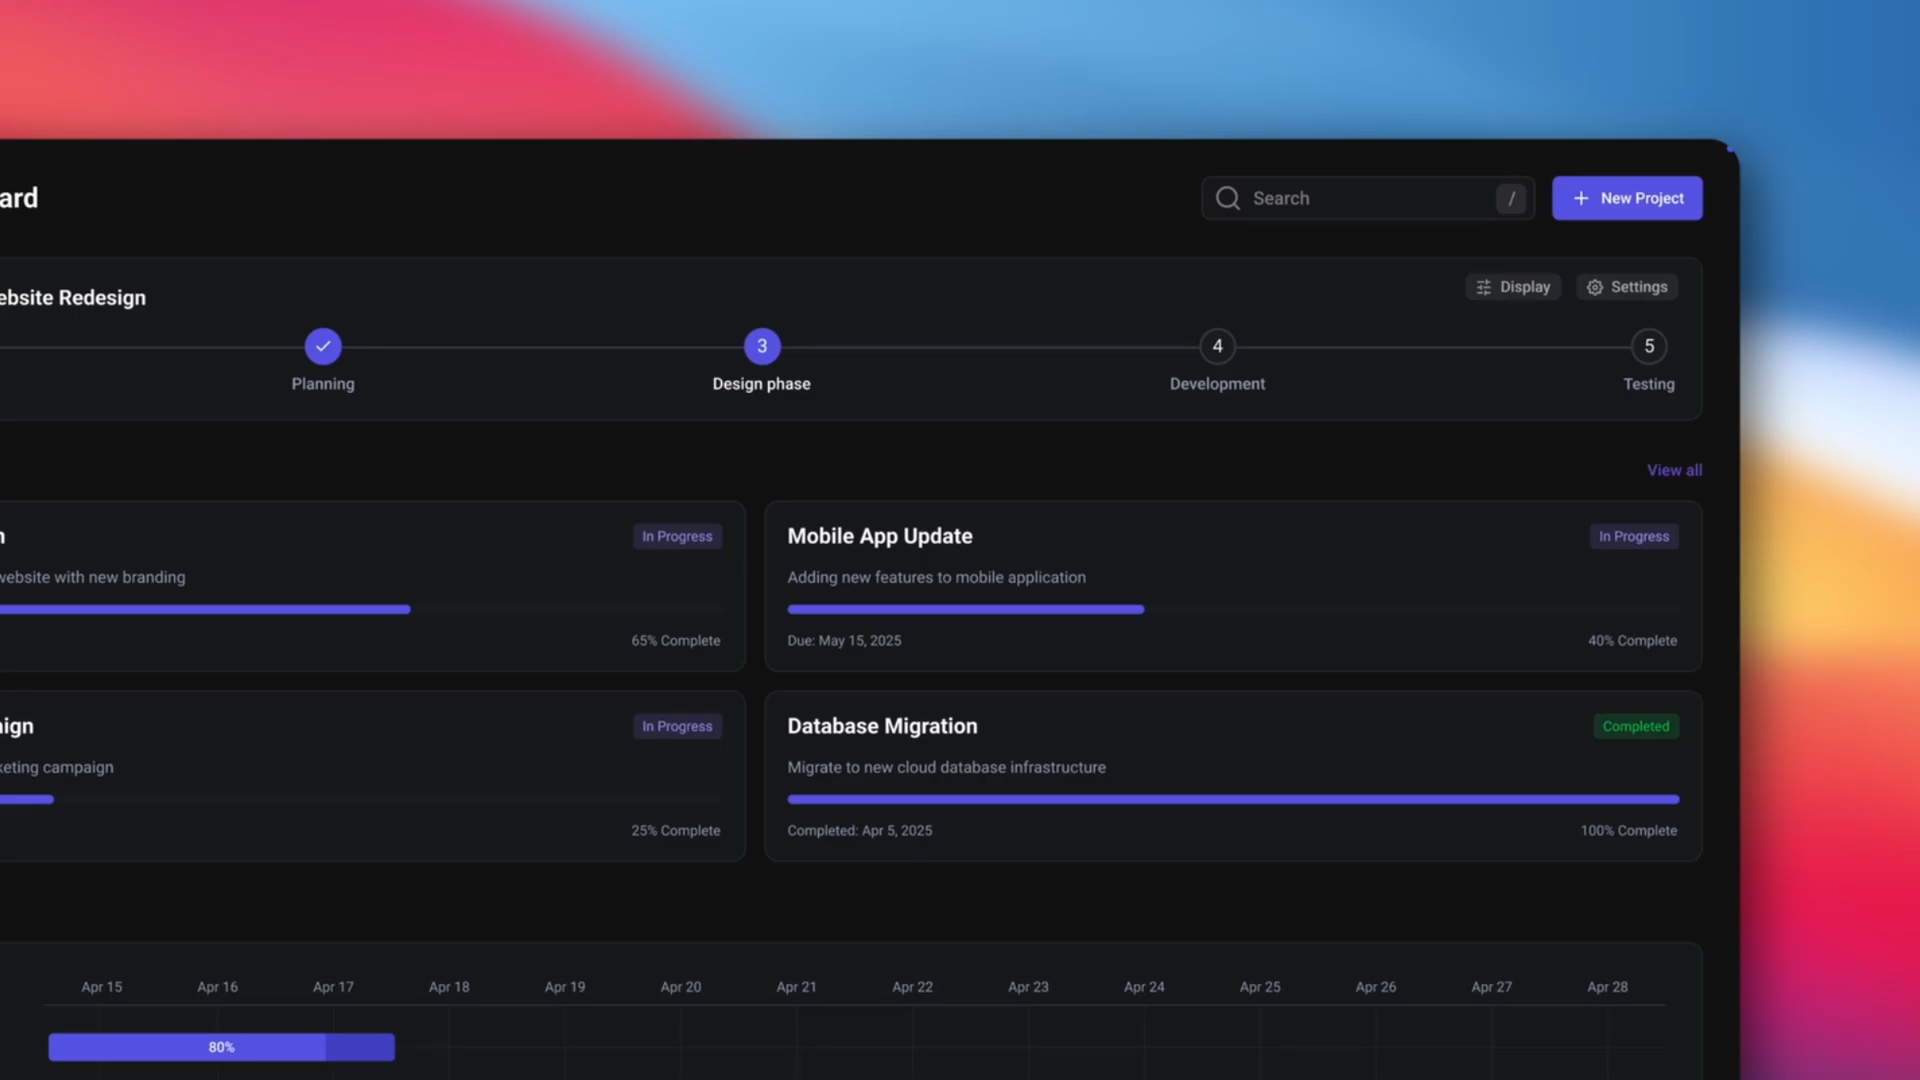 ard
Search
/
+ New Project
ebsite Redesign
Display
Settings
3
4
5
Planning
Design phase
Development
Testing
View all
In Progress
website with new branding
65% Complete
Mobile App Update
In Progress
Adding new features to mobile application
Due: May 15, 2025
40% Complete
aign
In Progress
keting campaign
25% Complete
Database Migration
Completed
Migrate to new cloud database infrastructure
Completed: Apr 5, 2025
100% Complete
Apr 15 Apr 16 Apr 17 Apr 18 Apr 19 Apr 20 Apr 21 Apr 22 Apr 23 Apr 24 Apr 25 Apr 26 Apr 27 Apr 28
80%